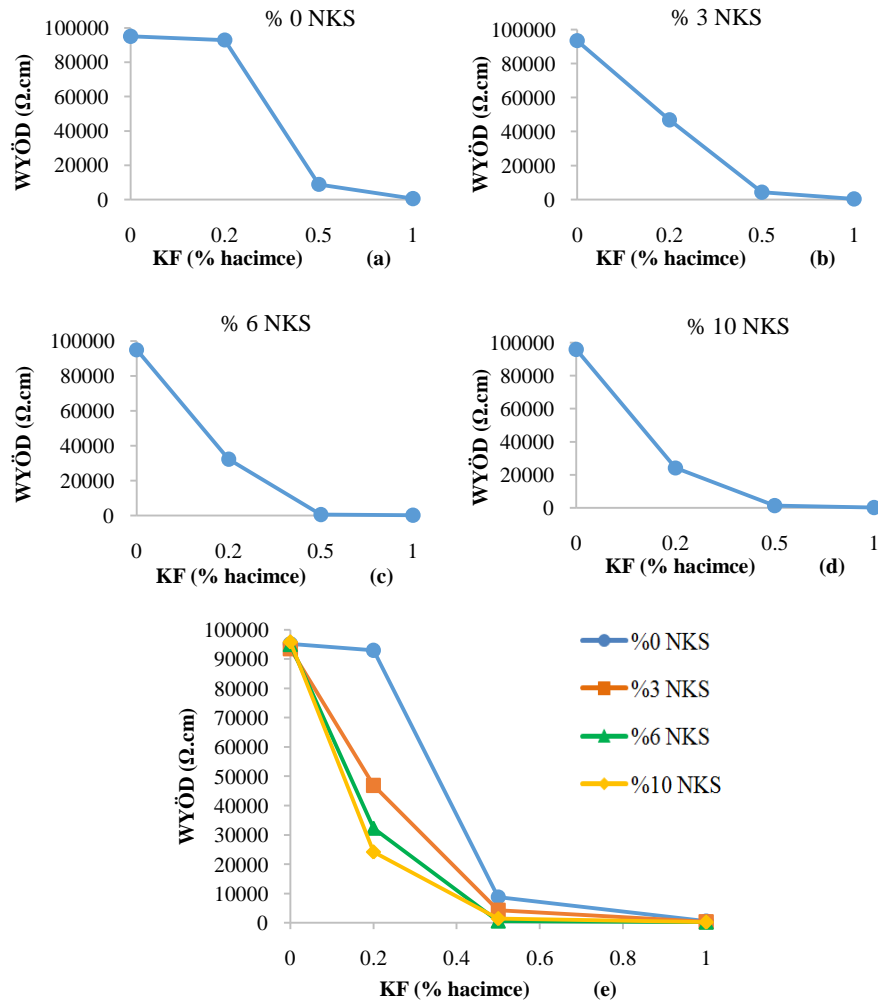 % 0 NKS
WYÖD (Ω.cm)
100000
80000
60000
40000
20000
0
0 0.2 0.5 1
KF (% hacimce) (a)
% 3 NKS
WYÖD (Ω.cm)
100000
80000
60000
40000
20000
0
0 0.2 0.5 1
KF (% hacimce) (b)
% 6 NKS
WYÖD (Ω.cm)
100000
80000
60000
40000
20000
0
0 0.2 0.5 1
KF (% hacimce) (c)
% 10 NKS
WYÖD (Ω.cm)
100000
80000
60000
40000
20000
0
0 0.2 0.5 1
KF (% hacimce) (d)
WYÖD (Ω.cm)
100000
90000
80000
70000
60000
50000
40000
30000
20000
10000
0
0 0.2 0.4 0.6 0.8 1
KF (% hacimce) (e)
%0 NKS
%3 NKS
%6 NKS
%10 NKS